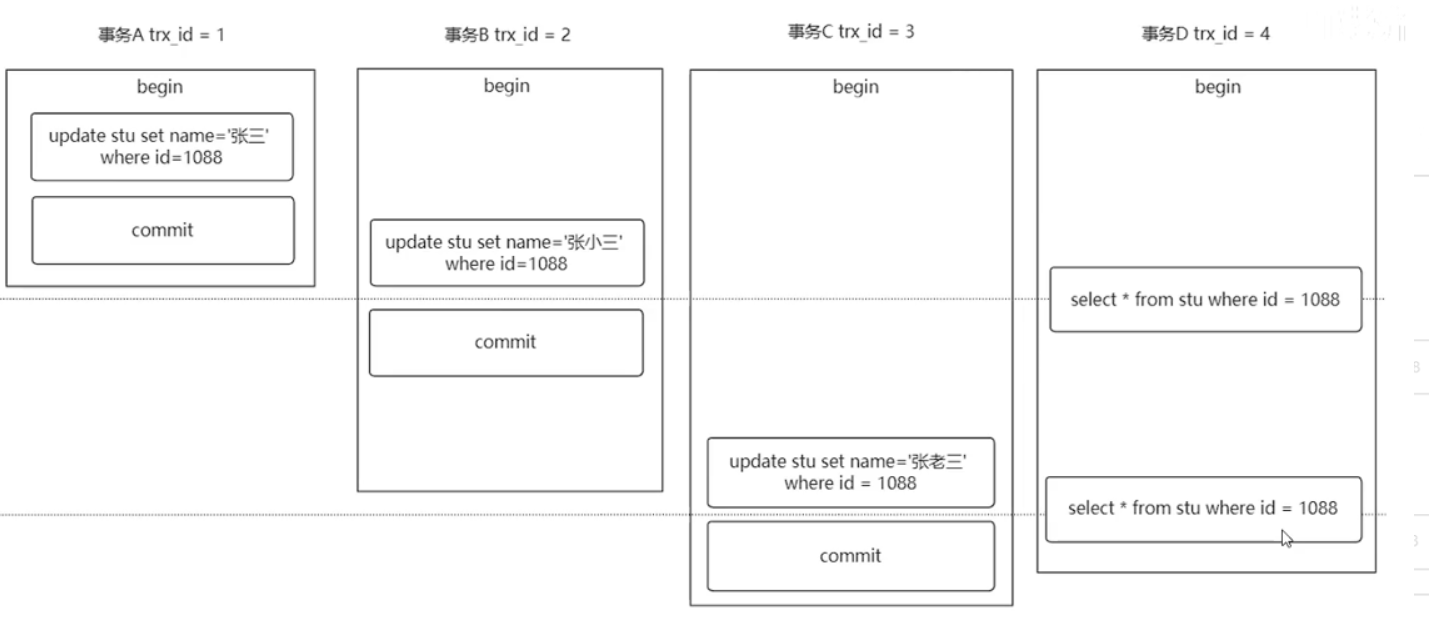 事务A trx_id = 1
begin
update stu set name='张三'
where id=1088
commit
事务B trx_id = 2
begin
update stu set name='张小三'
where id=1088
commit
事务C trx_id = 3
begin
update stu set name='张老三'
where id = 1088
commit
事务D trx_id = 4
begin
select * from stu where id = 1088
select * from stu where id = 1088